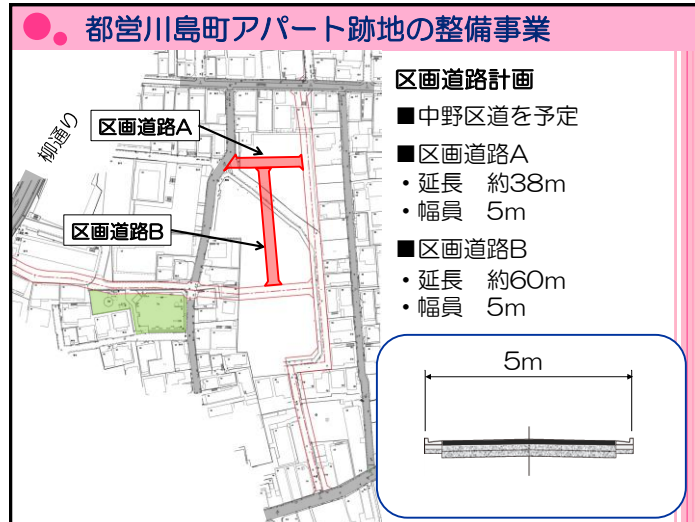 都営川島町アパート跡地の整備事業
柳通り
区画道路A
区画道路B
区画道路計画
■中野区道を予定
■区画道路A
・延長 約38m
・幅員 5m
■区画道路B
・延長 約60m
・幅員 5m
5m